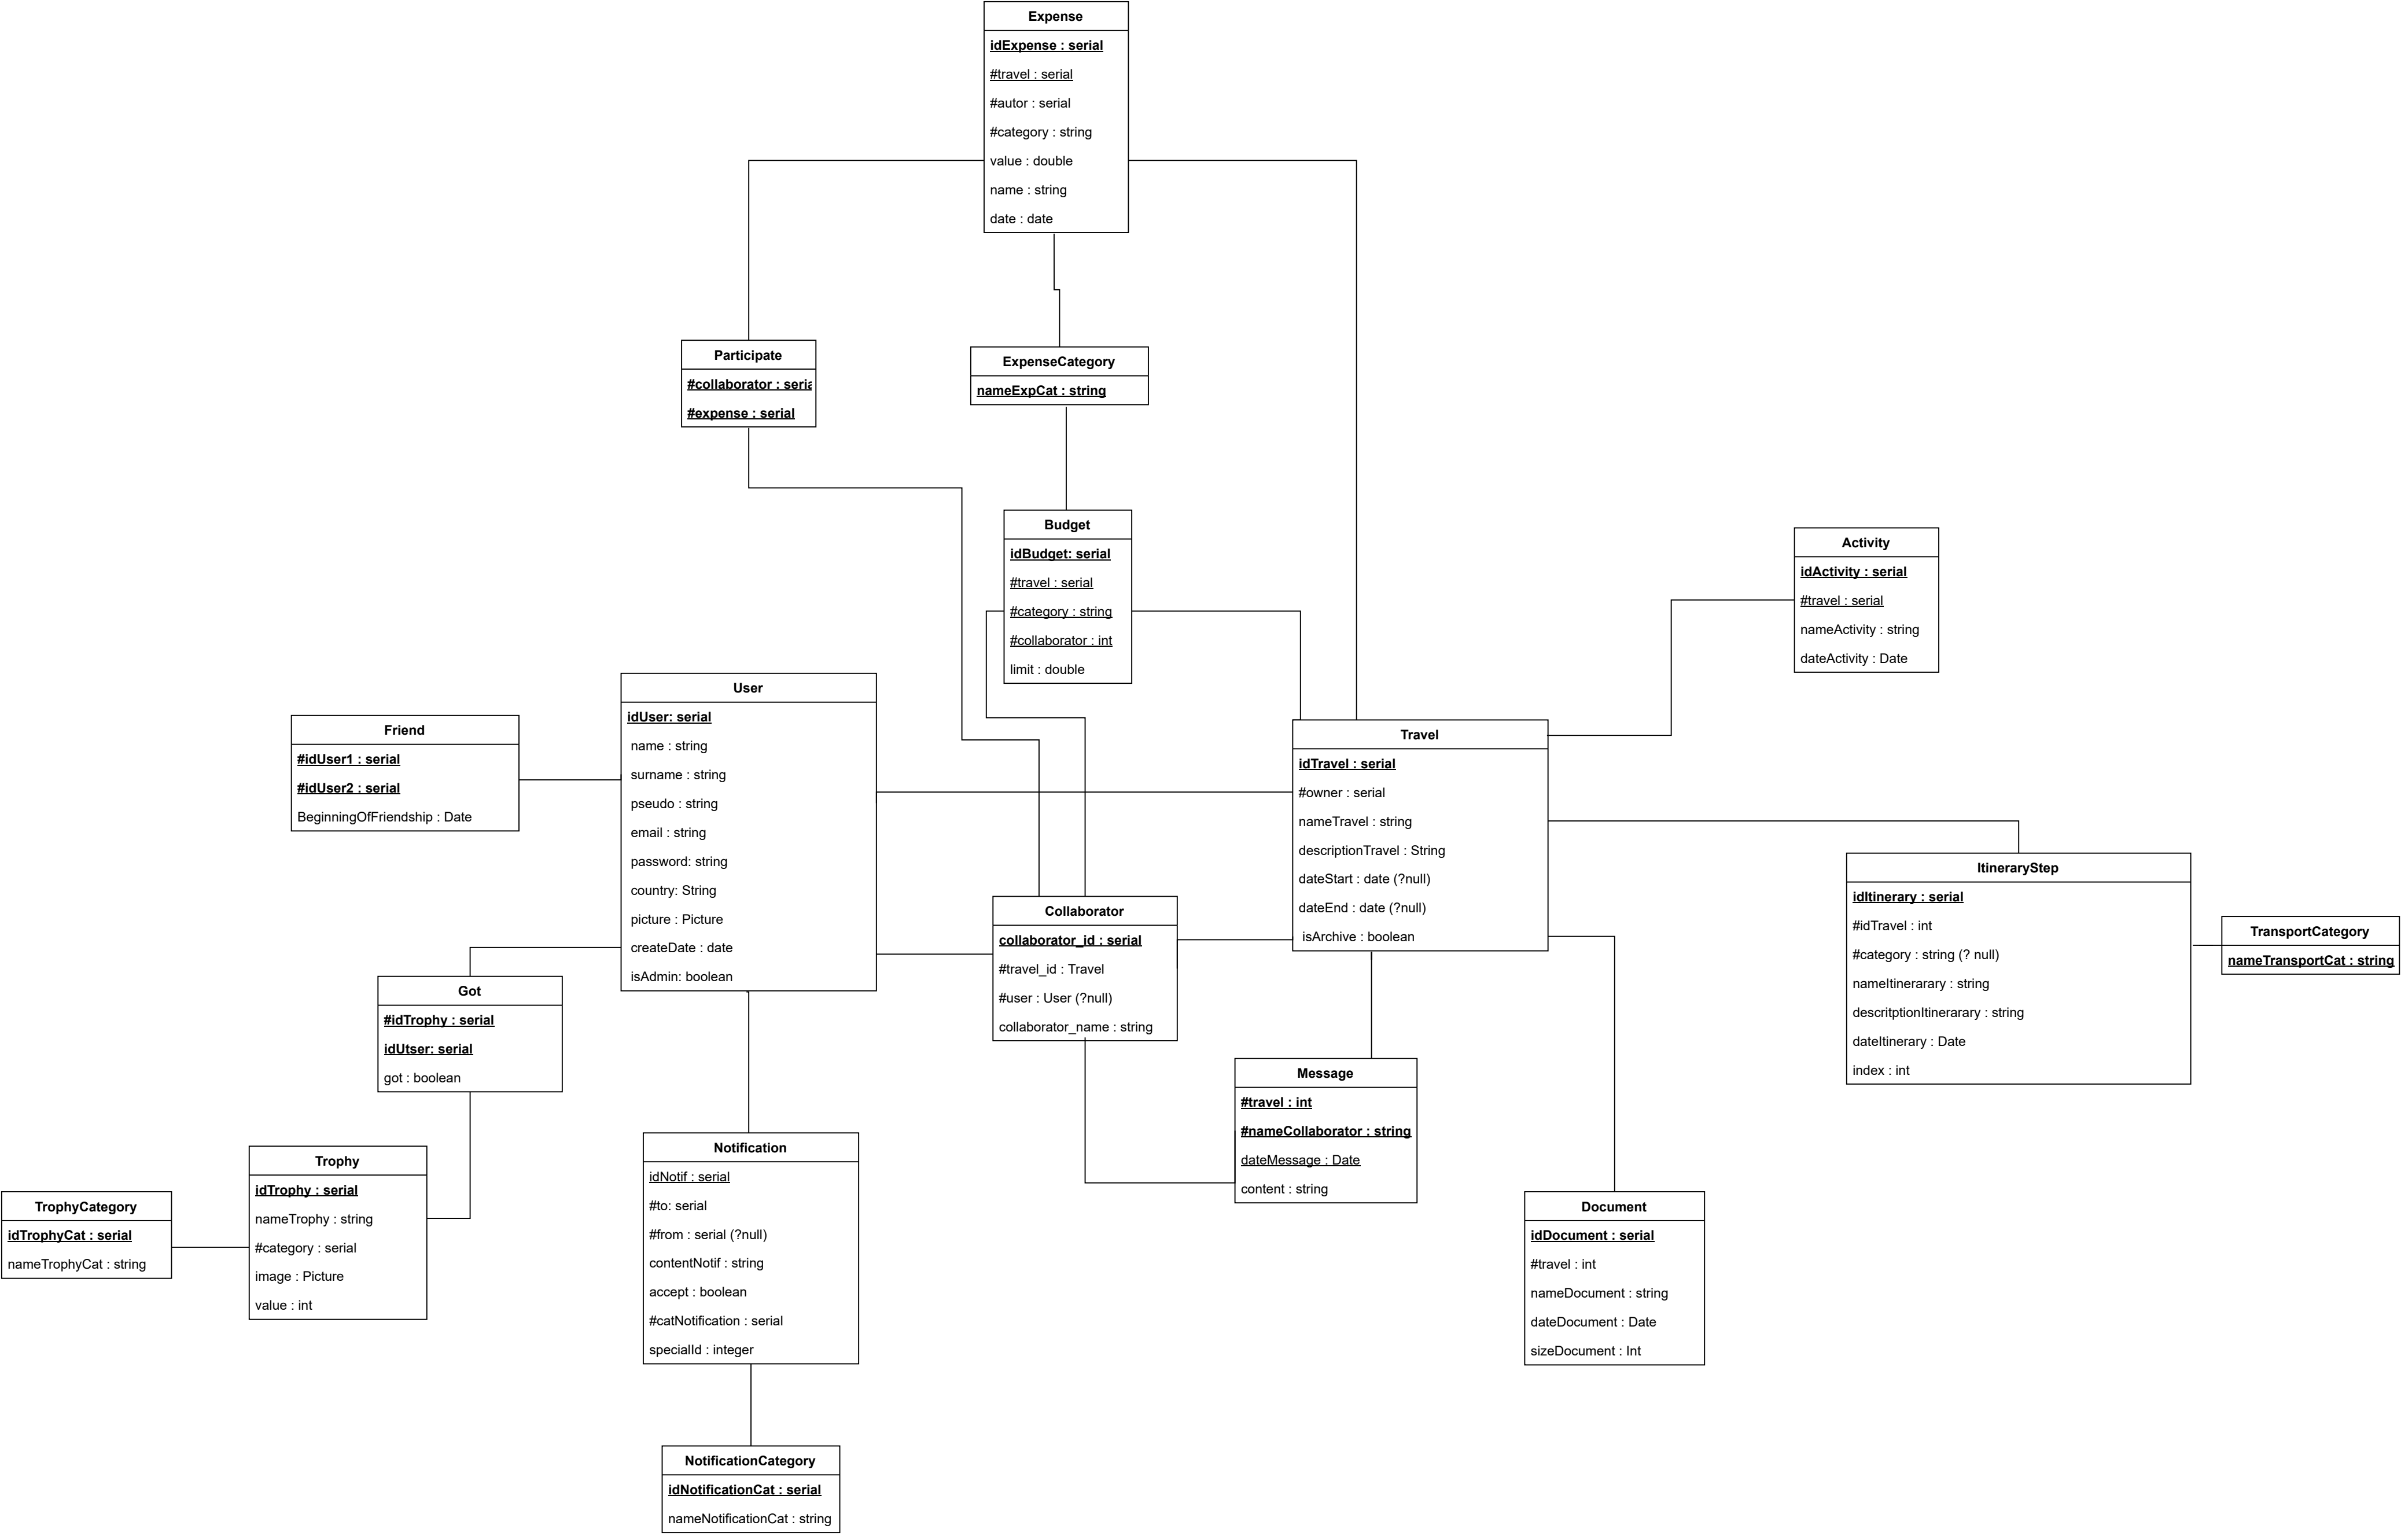 Expense
idExpense : serial
#travel : serial
#autor : serial
#category : string
value : double
name : string
date : date
Participate
#collaborator : seria
#expense : serial
ExpenseCategory
nameExpCat : string
Budget
idBudget: serial
#travel : serial
#category : string
#collaborator : int
limit : double
Activity
idActivity : serial
#travel : serial
nameActivity : string
dateActivity : Date
User
idUser: serial
name : string
surname : string
pseudo : string
email : string
password: string
country: String
picture : Picture
createDate : date
isAdmin: boolean
Friend
#idUser1 : serial
#idUser2 : serial
BeginningOfFriendship : Date
Travel
idTravel : serial
#owner : serial
nameTravel : string
descriptionTravel : String
dateStart : date (?null)
dateEnd : date (?null)
isArchive : boolean
ItineraryStep
idItinerary : serial
#idTravel : int
#category : string (? null)
nameItinerarary : string
descritptionItinerarary : string
dateItinerary : Date
index : int
TransportCategory
nameTransportCat : string
Collaborator
collaborator_id : serial
#travel_id : Travel
#user : User (?null)
collaborator_name : string
Got
#idTrophy : serial
idUtser: serial
got : boolean
Message
#travel : int
#nameCollaborator : string
dateMessage : Date
content : string
Notification
idNotif : serial
#to: serial
#from : serial (?null)
contentNotif : string
accept : boolean
#catNotification : serial
specialId : integer
Trophy
idTrophy : serial
nameTrophy : string
#category : serial
image : Picture
value : int
TrophyCategory
idTrophyCat : serial
nameTrophyCat : string
Document
idDocument : serial
#travel : int
nameDocument : string
dateDocument : Date
sizeDocument : Int
NotificationCategory
idNotificationCat : serial
nameNotificationCat : string